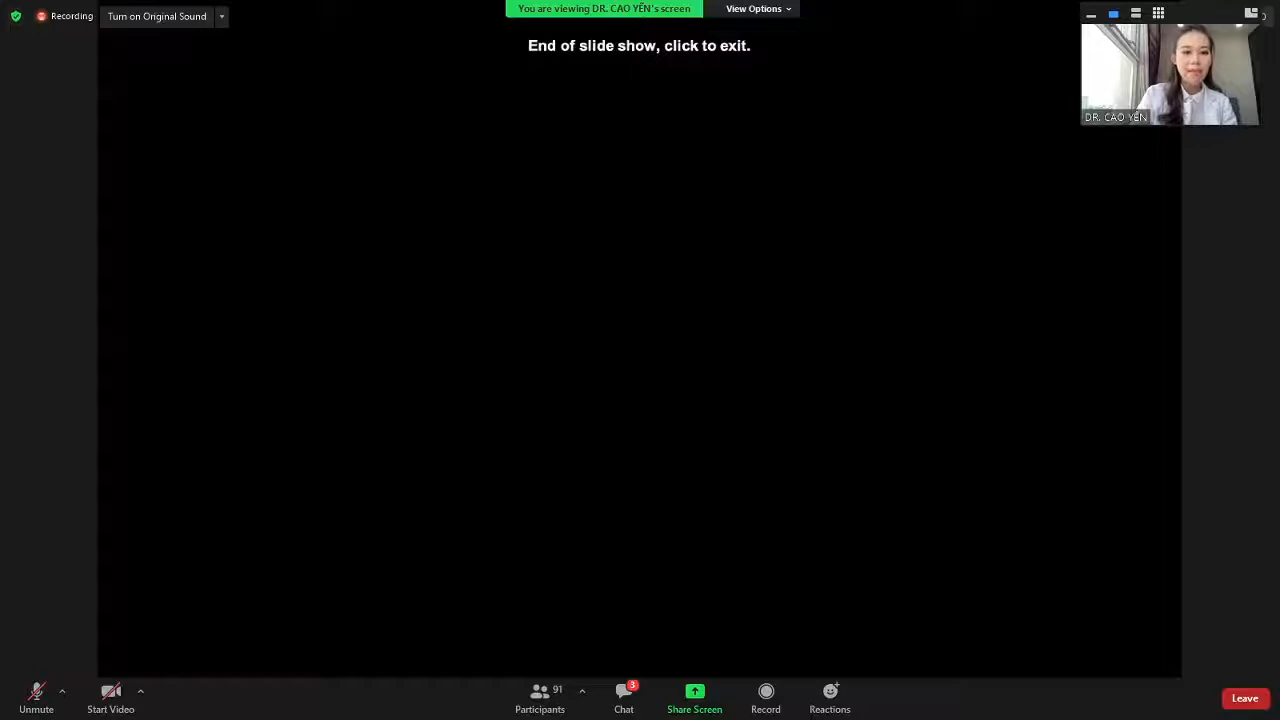 Recording
Turn on Original Sound
You are viewing DR. CAO YẾN's screen
View Options
End of slide show, click to exit.
DR. CAO YẾN
Unmute
Start Video
91
Participants
3
Chat
Share Screen
Record
Reactions
Leave